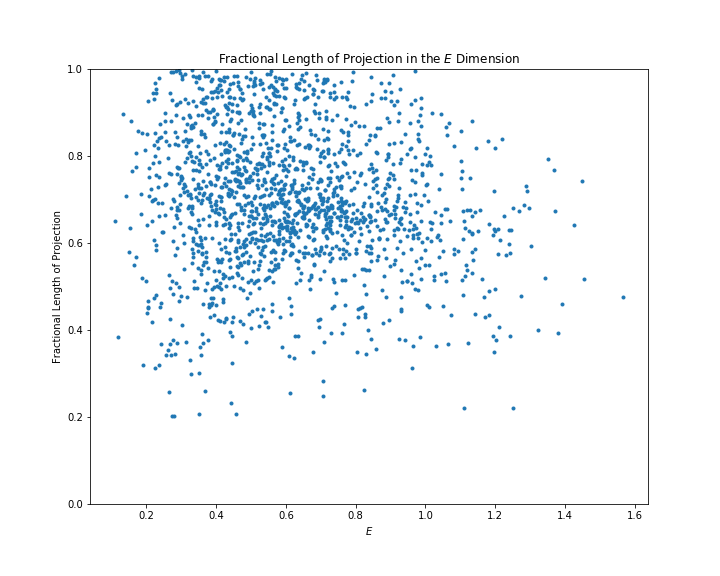 Fractional Length of Projection in the E Dimension
Fractional Length of Projection
1.0
0.8
0.6
0.4
0.2
0.0
0.2 0.4 0.6 0.8 1.0 1.2 1.4 1.6
E